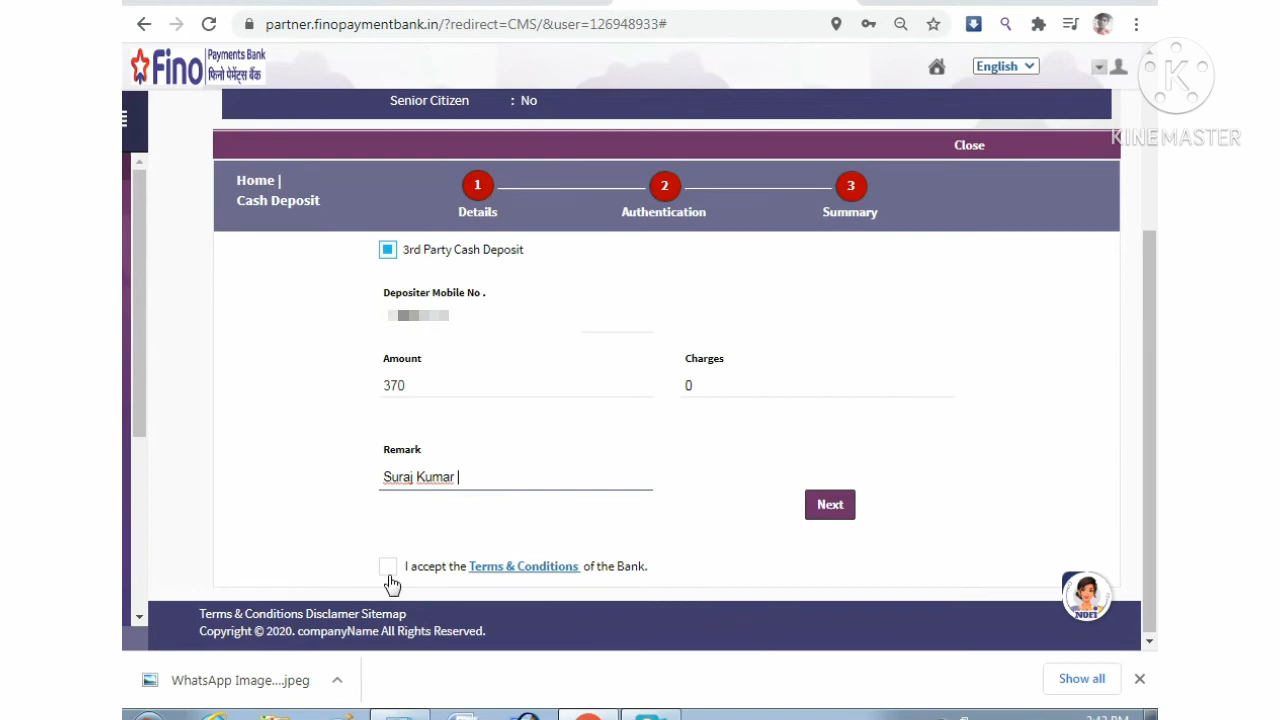 partner.finopaymentbank.in/?redirect=CMS/&user=126948933#
Fino
Payments Bank
फिनो पेमेंट्स बैंक
English
K
KINEMASTER
Senior Citizen : No
Close
Home |
Cash Deposit
1
Details
2
Authentication
3
Summary
3rd Party Cash Deposit
Depositer Mobile No .
Amount
370
Charges
0
Remark
Suraj Kumar
Next
I accept the Terms & Conditions of the Bank.
NOEI
Terms & Conditions Disclamer Sitemap
Copyright © 2020. companyName All Rights Reserved.
WhatsApp Image....jpeg
Show all